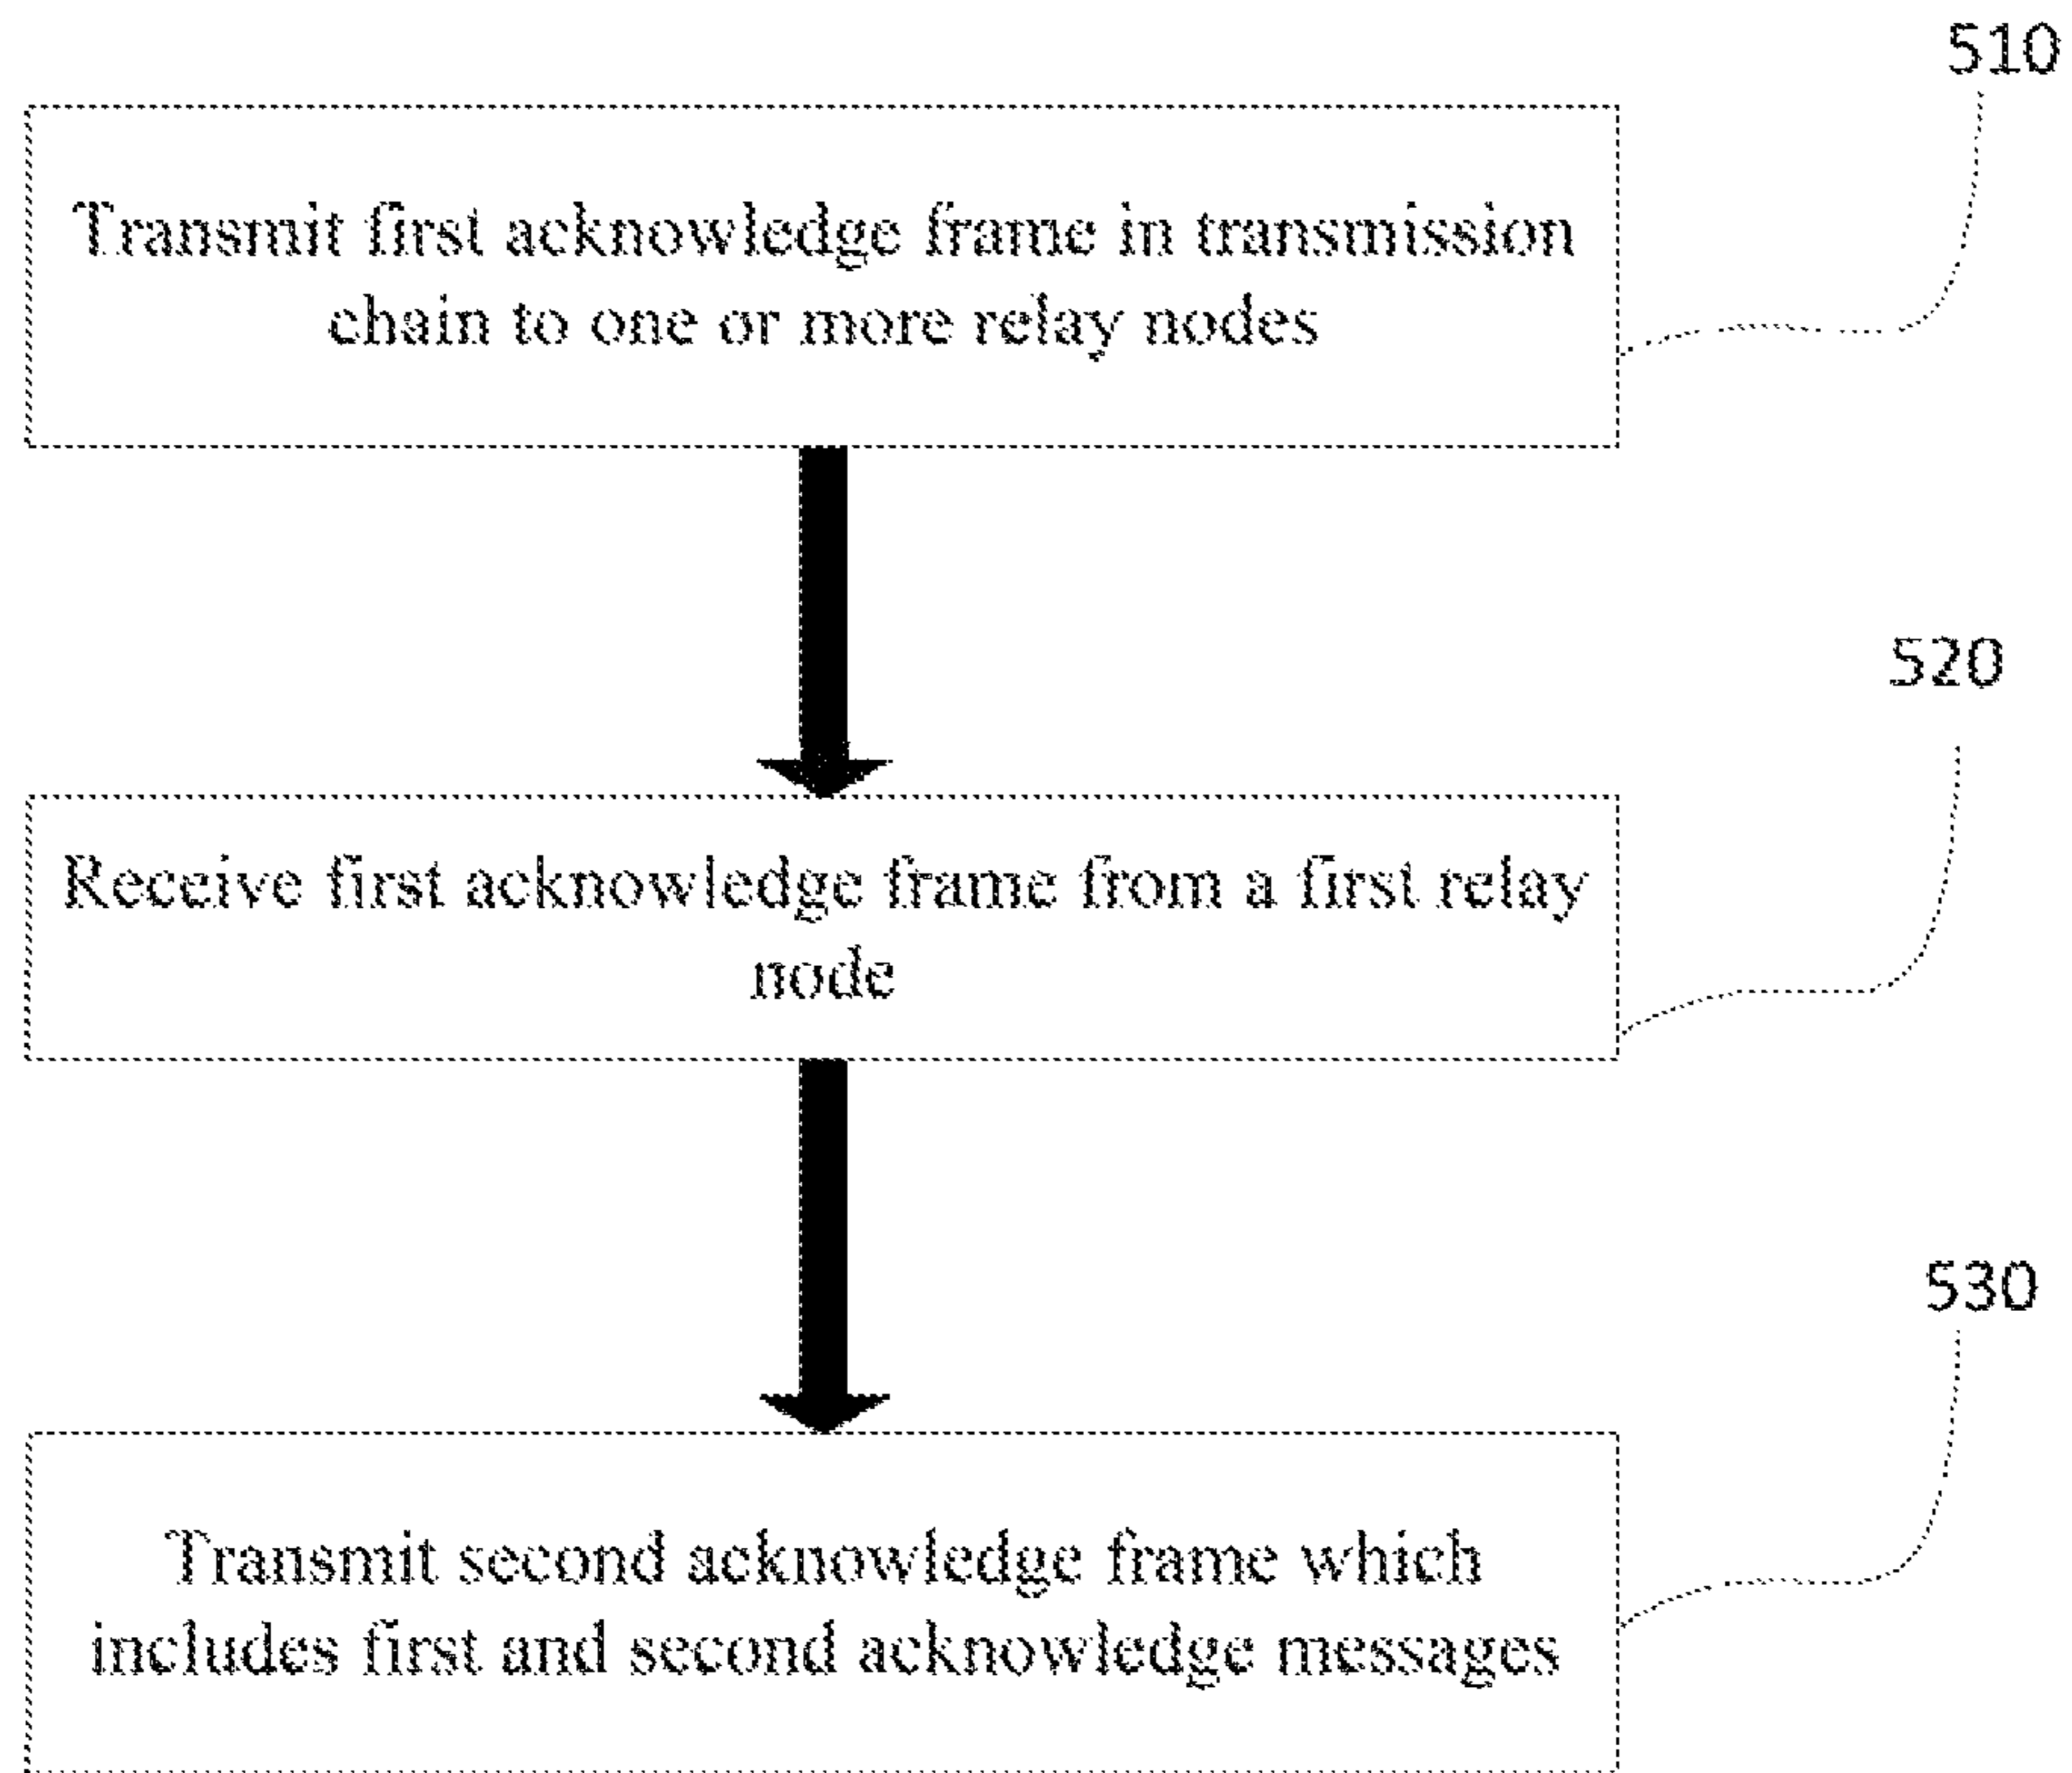 510
Transmit first acknowledge frame in transmission
chain to one or more relay nodes
520
Receive first acknowledge frame from a first relay
node
530
Transmit second acknowledge frame which
includes first and second acknowledge messages